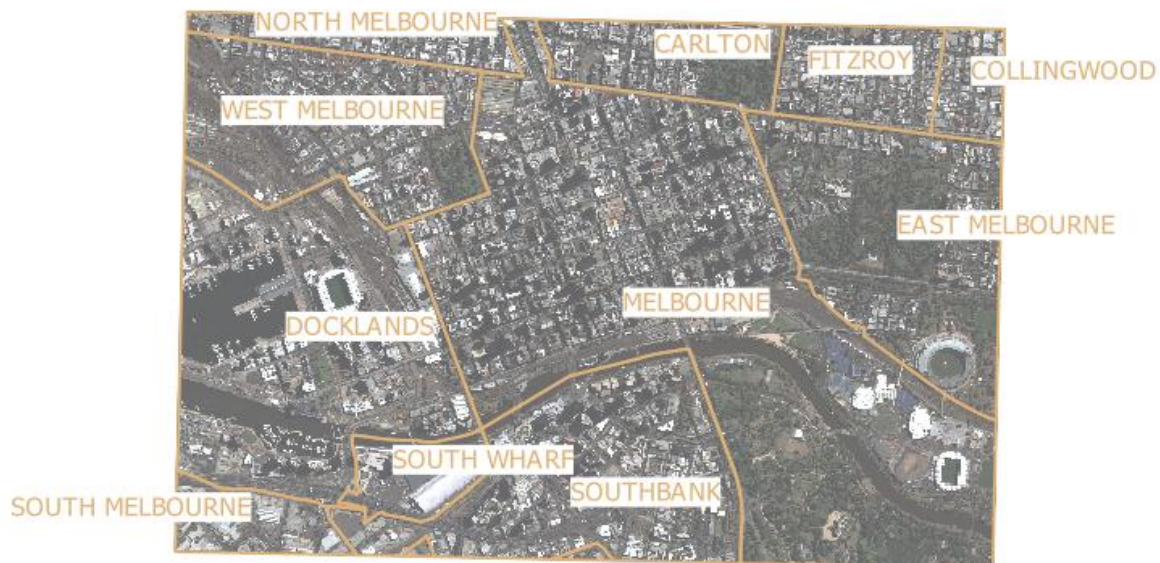 NORTH MELBOURNE
CARLTON
FITZROY
COLLINGWOOD
WEST MELBOURNE
EAST MELBOURNE
MELBOURNE
DOCKLANDS
SOUTH WHARF
SOUTHBANK
SOUTH MELBOURNE